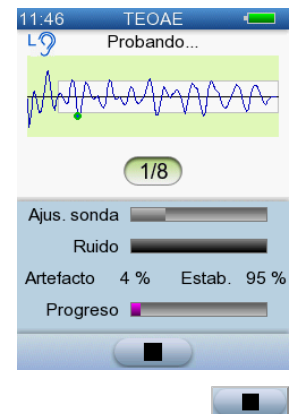 11:46 TEOAE
L Probando...
1/8
Ajus. sonda
Ruido
Artefacto 4 % Estab. 95 %
Progreso